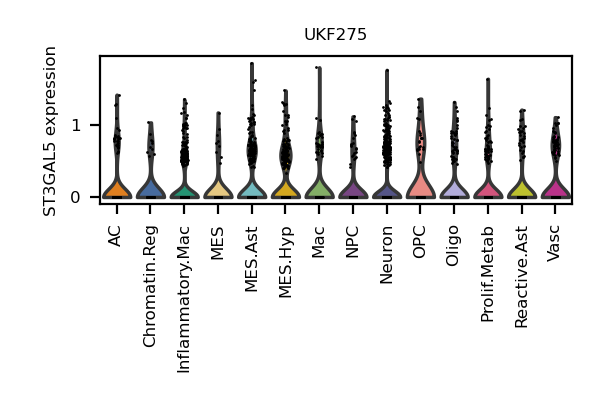 UKF275
ST3GAL5 expression
1
0
AC
Chromatin.Reg
Inflammatory.Mac
MES
MES.Ast
MES.Hyp
Mac
NPC
Neuron
OPC
Oligo
Prolif.Metab
Reactive.Ast
Vasc